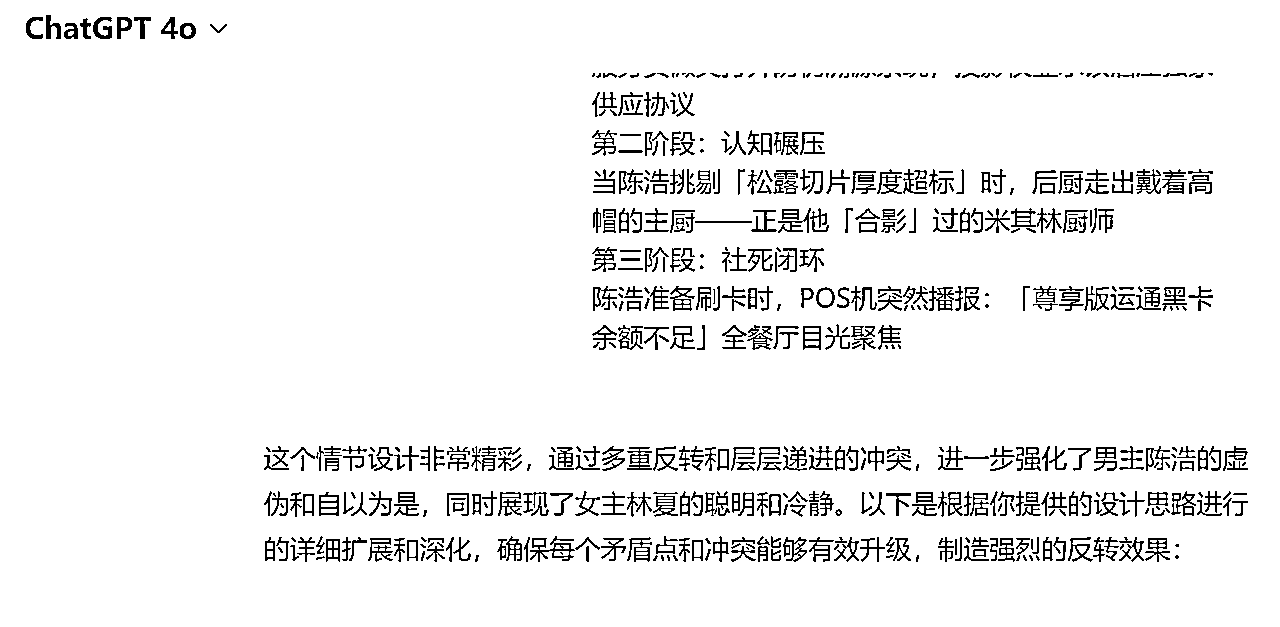 ChatGPT 4o
供应协议
第二阶段：认知碾压
当陈浩挑剔「松露切片厚度超标」时，后厨走出戴着高
帽的主厨——正是他「合影」过的米其林厨师
第三阶段：社死闭环
陈浩准备刷卡时，POS机突然播报：「尊享版运通黑卡
余额不足」全餐厅目光聚焦
这个情节设计非常精彩，通过多重反转和层层递进的冲突，进一步强化了男主陈浩的虚
伪和自以为是，同时展现了女主林夏的聪明和冷静。以下是根据你提供的设计思路进行
的详细扩展和深化，确保每个矛盾点和冲突能够有效升级，制造强烈的反转效果：